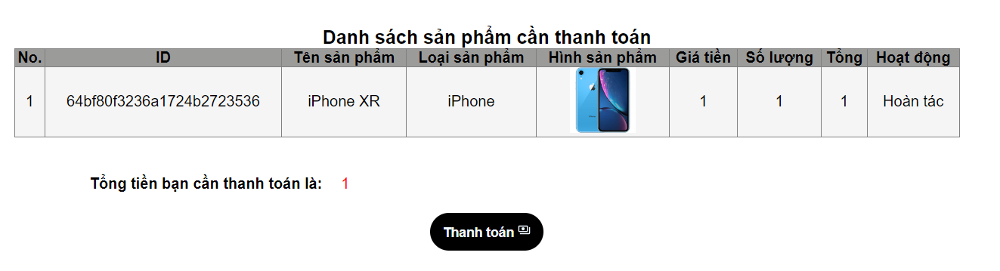 Danh sách sản phẩm cần thanh toán
No. ID Tên sản phẩm Loại sản phẩm Hình sản phẩm Giá tiền Số lượng Tổng Hoạt động
1 64bf80f3236a1724b2723536 iPhone XR iPhone 1 1 1 Hoàn tác
Tổng tiền bạn cần thanh toán là: 1
Thanh toán